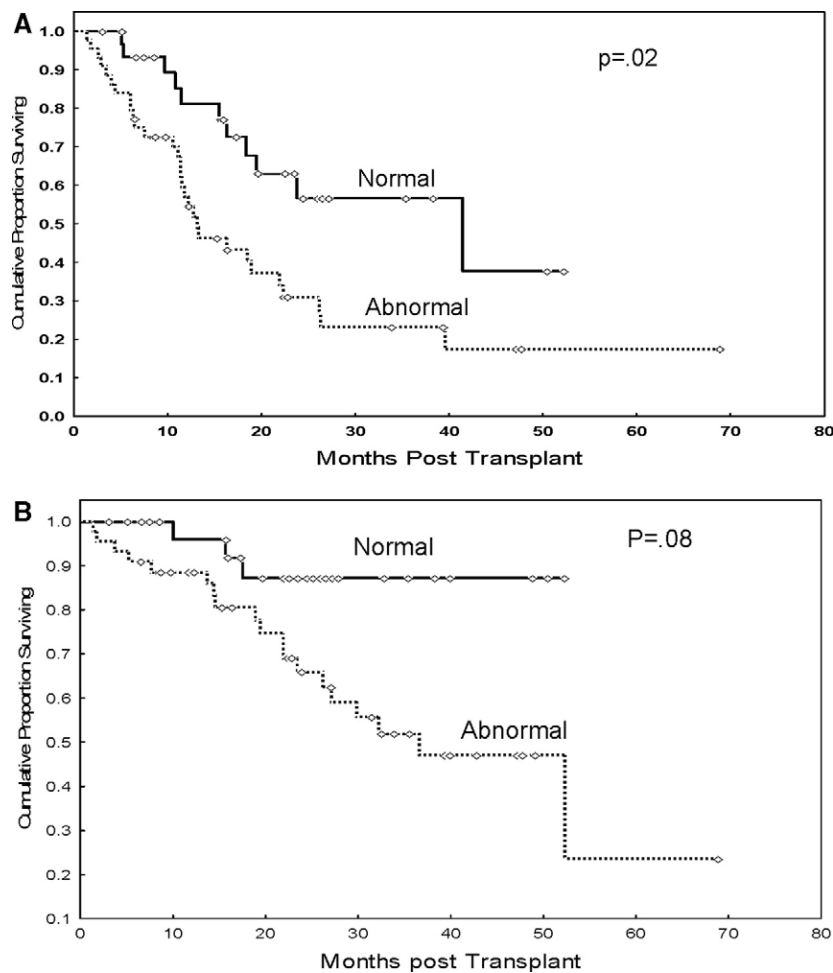 A
p=.02
Cumulative Proportion Surviving
1.0
0.9
0.8
0.7
0.6
0.5
0.4
0.3
0.2
0.1
0.0
Normal
Abnormal
0 10 20 30 40 50 60 70 80
Months Post Transplant
B
P=.08
Cumulative Proportion Surviving
1.0
0.9
0.8
0.7
0.6
0.5
0.4
0.3
0.2
0.1
Normal
Abnormal
0 10 20 30 40 50 60 70 80
Months post Transplant